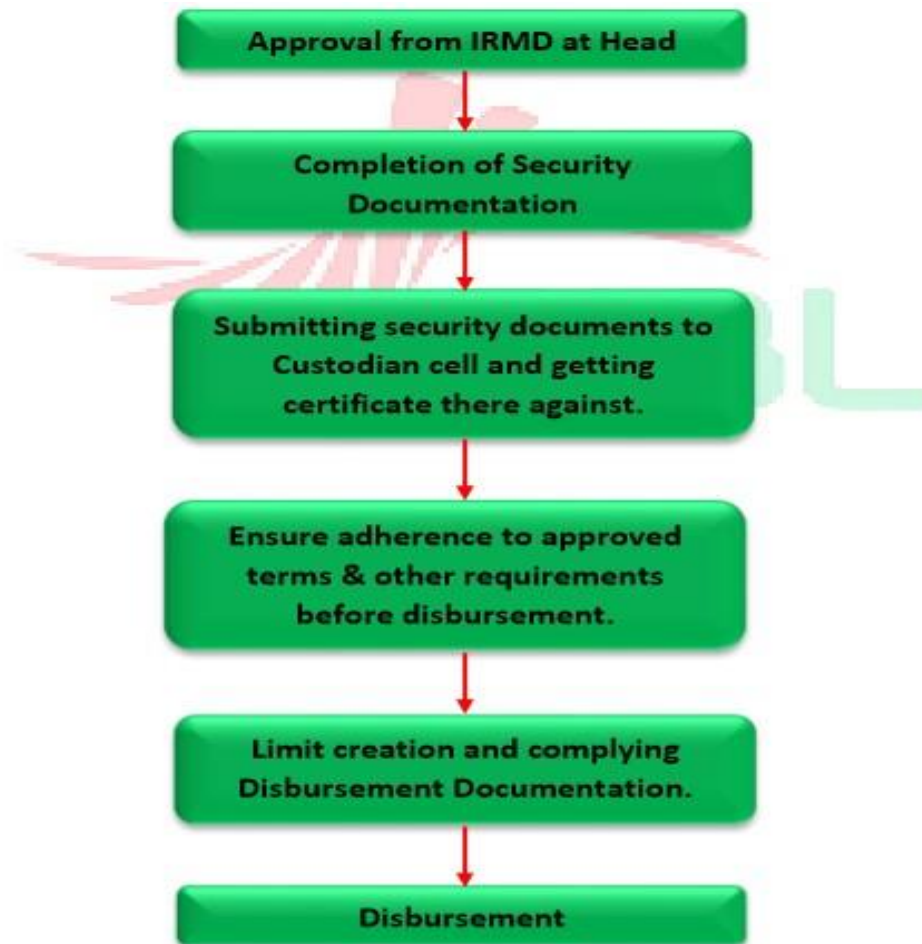 Approval from IRMD at Head
Completion of Security
Documentation
Submitting security documents to
Custodian cell and getting
certificate there against.
Ensure adherence to approved
terms & other requirements
before disbursement.
Limit creation and complying
Disbursement Documentation.
Disbursement